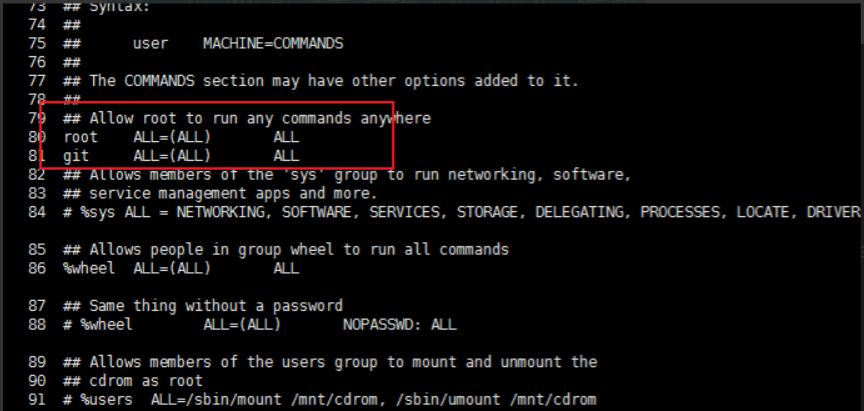 73 ## Syntax:
74 ##
75 ## user MACHINE=COMMANDS
76 ##
77 ## The COMMANDS section may have other options added to it.
78 ##
79 ## Allow root to run any commands anywhere
80 root ALL=(ALL) ALL
81 git ALL=(ALL) ALL
82 ## Allows members of the 'sys' group to run networking, software,
83 ## service management apps and more.
84 # %sys ALL = NETWORKING, SOFTWARE, SERVICES, STORAGE, DELEGATING, PROCESSES, LOCATE, DRIVER
85 ## Allows people in group wheel to run all commands
86 %wheel ALL=(ALL) ALL
87 ## Same thing without a password
88 # %wheel ALL=(ALL) NOPASSWD: ALL
89 ## Allows members of the users group to mount and unmount the
90 ## cdrom as root
91 # %users ALL=/sbin/mount /mnt/cdrom, /sbin/umount /mnt/cdrom